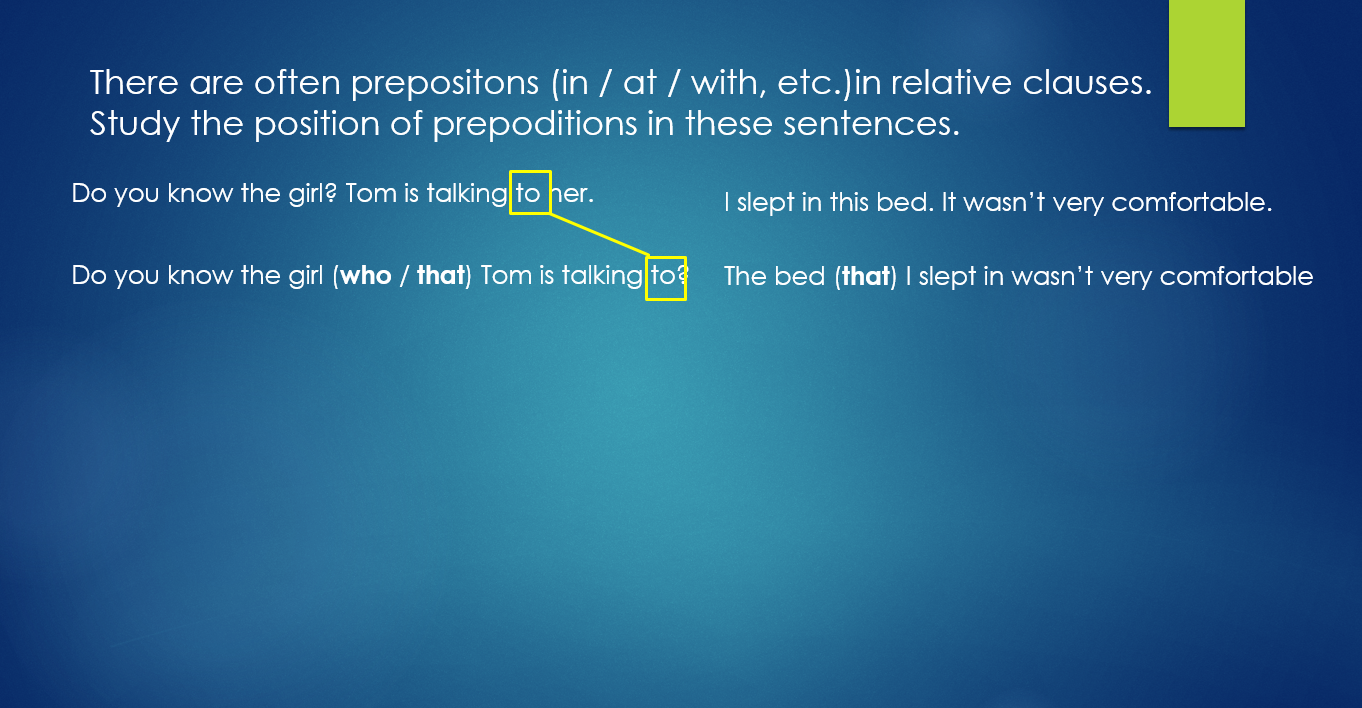 There are often prepositons (in / at / with, etc.)in relative clauses.
Study the position of prepoditions in these sentences.
Do you know the girl? Tom is talking to her.
Do you know the girl (who / that) Tom is talking to?
I slept in this bed. It wasn’t very comfortable.
The bed (that) I slept in wasn’t very comfortable